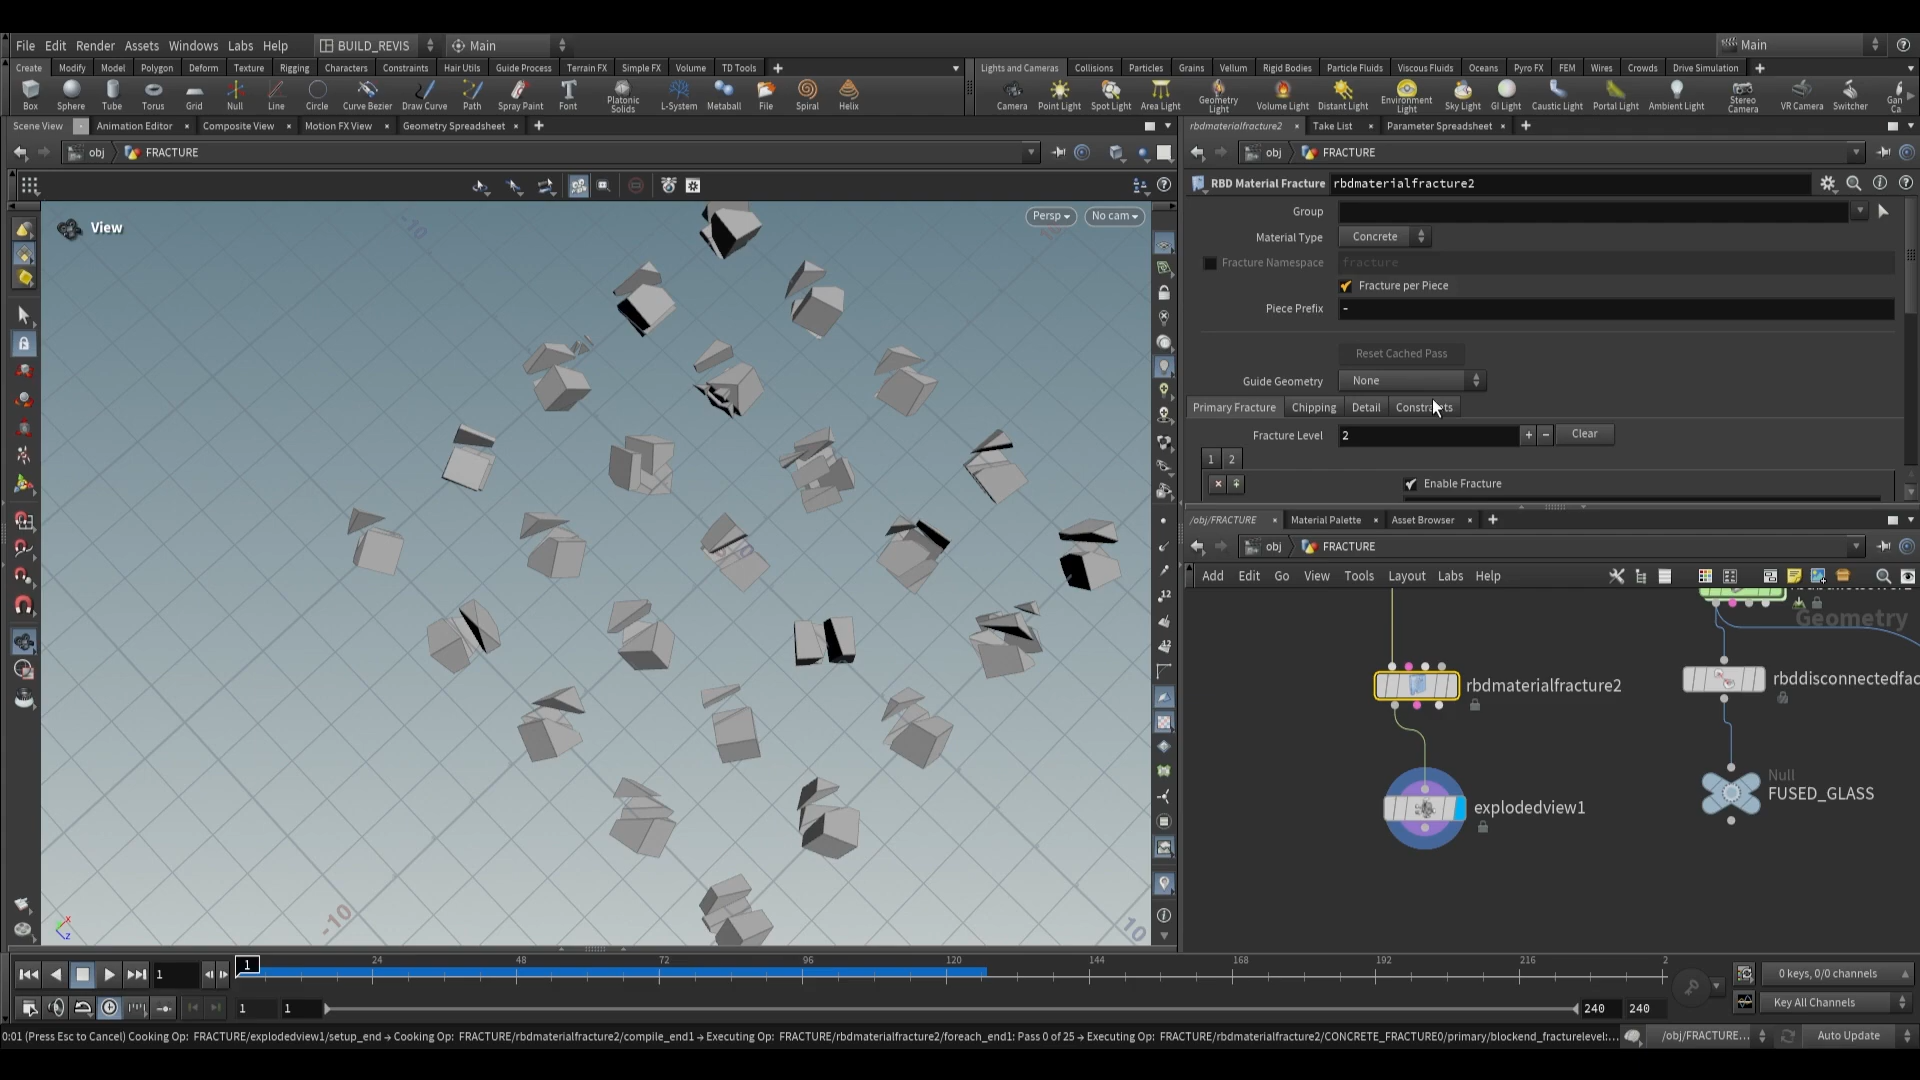 File Edit Render Assets Windows Labs Help BUILD_REVIS Main Main
Create Modify Model Polygon Deform Texture Rigging Characters Constraints Hair Utils Guide Process Terrain FX Simple FX Volume TD Tools
Lights and Cameras Collisions Particles Grains Vellum Rigid Bodies Particle Fluids Viscous Fluids Oceans Pyro FX FEM Wires Crowds Drive Simulation
Box Sphere Tube Torus Grid Null Line Circle Curve Bezier Draw Curve Path Spray Paint Font Platonic Solids L-System Metaball File Spiral Helix
Camera Point Light Spot Light Area Light Geometry Light Volume Light Distant Light Environment Light Sky Light GI Light Caustic Light Portal Light Ambient Light Stereo Camera VR Camera Switcher
Scene View Animation Editor Composite View Motion FX View Geometry Spreadsheet
rbdmaterialfracture2 Take List Parameter Spreadsheet
obj FRACTURE
obj FRACTURE
RBD Material Fracture rbdmaterialfracture2
View Persp No cam
Group
Material Type Concrete
Fracture Namespace fracture
Fracture per Piece
Piece Prefix -
Reset Cached Pass
Guide Geometry None
Primary Fracture Chipping Detail Constraints
Fracture Level 2 + - Clear
1 2
Enable Fracture
/obj/FRACTURE Material Palette Asset Browser
obj FRACTURE
Add Edit Go View Tools Layout Labs Help
Geometry
rbdmaterialfracture2
rbddisconnectedfac
explodedview1
Null
FUSED_GLASS
-10
-10
10
1 1 24 48 72 96 120 144 168 192 216 2
0 keys, 0/0 channels
1 1 240 240 Key All Channels
0:01 (Press Esc to Cancel) Cooking Op: FRACTURE/explodedview1/setup_end → Cooking Op: FRACTURE/rbdmaterialfracture2/compile_end1 → Executing Op: FRACTURE/rbdmaterialfracture2/foreach_end1: Pass 0 of 25 → Executing Op: FRACTURE/rbdmaterialfracture2/CONCRETE_FRACTURE0/primary/blockend_fracturelevel:... /obj/FRACTURE... Auto Update